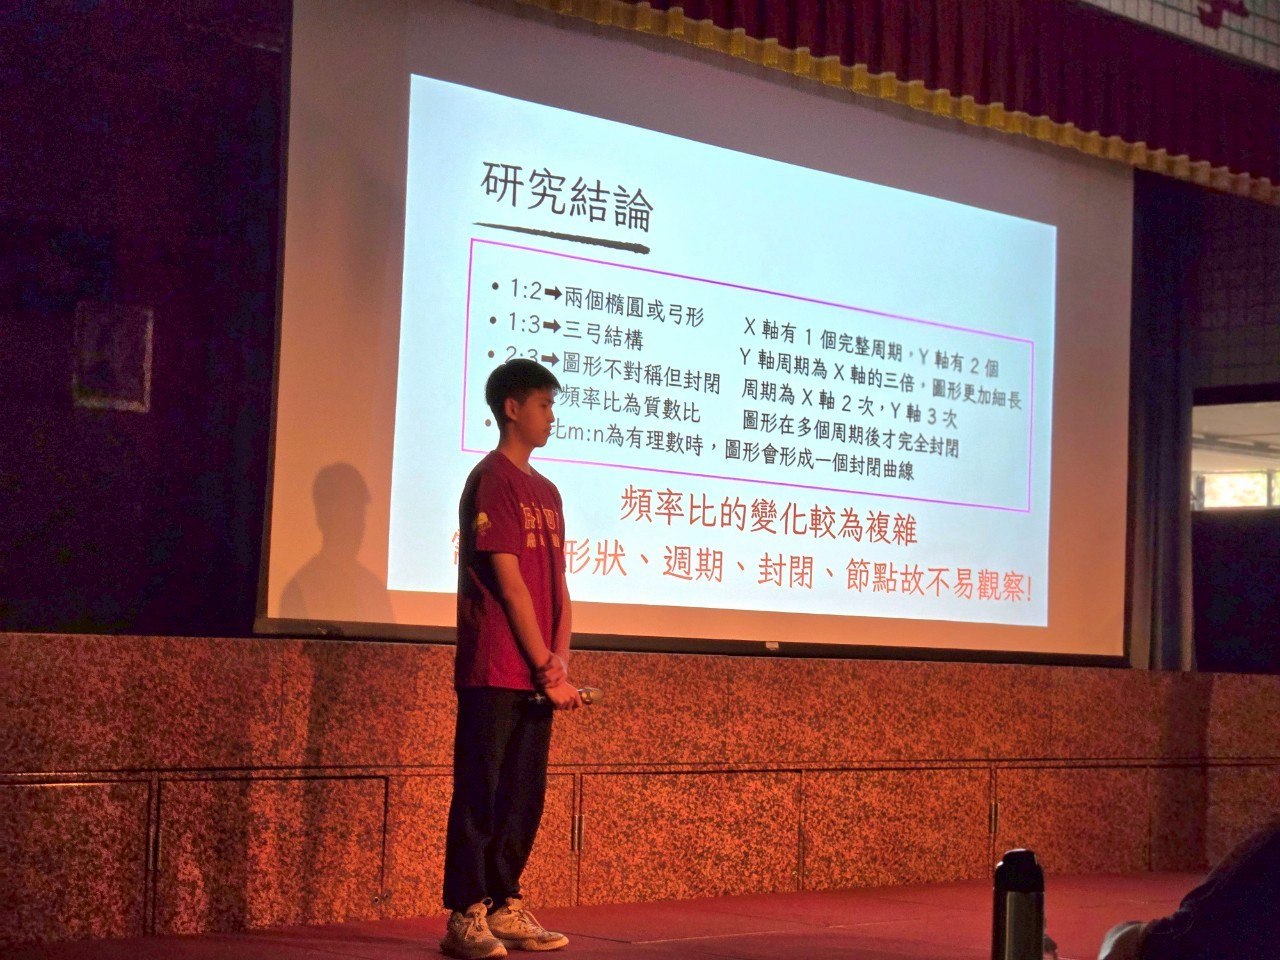 研究結論
• 1:2➡兩個橢圓或弓形 X 軸有 1 個完整周期，Y 軸有 2 個
• 1:3➡三弓結構 Y 軸周期為 X 軸的三倍，圖形更加細長
• 2:3➡圖形不對稱但封閉 周期為 X 軸 2 次，Y 軸 3 次
頻率比為質數比 圖形在多個周期後才完全封閉
比m:n為有理數時，圖形會形成一個封閉曲線
頻率比的變化較為複雜
形狀、週期、封閉、節點故不易觀察!